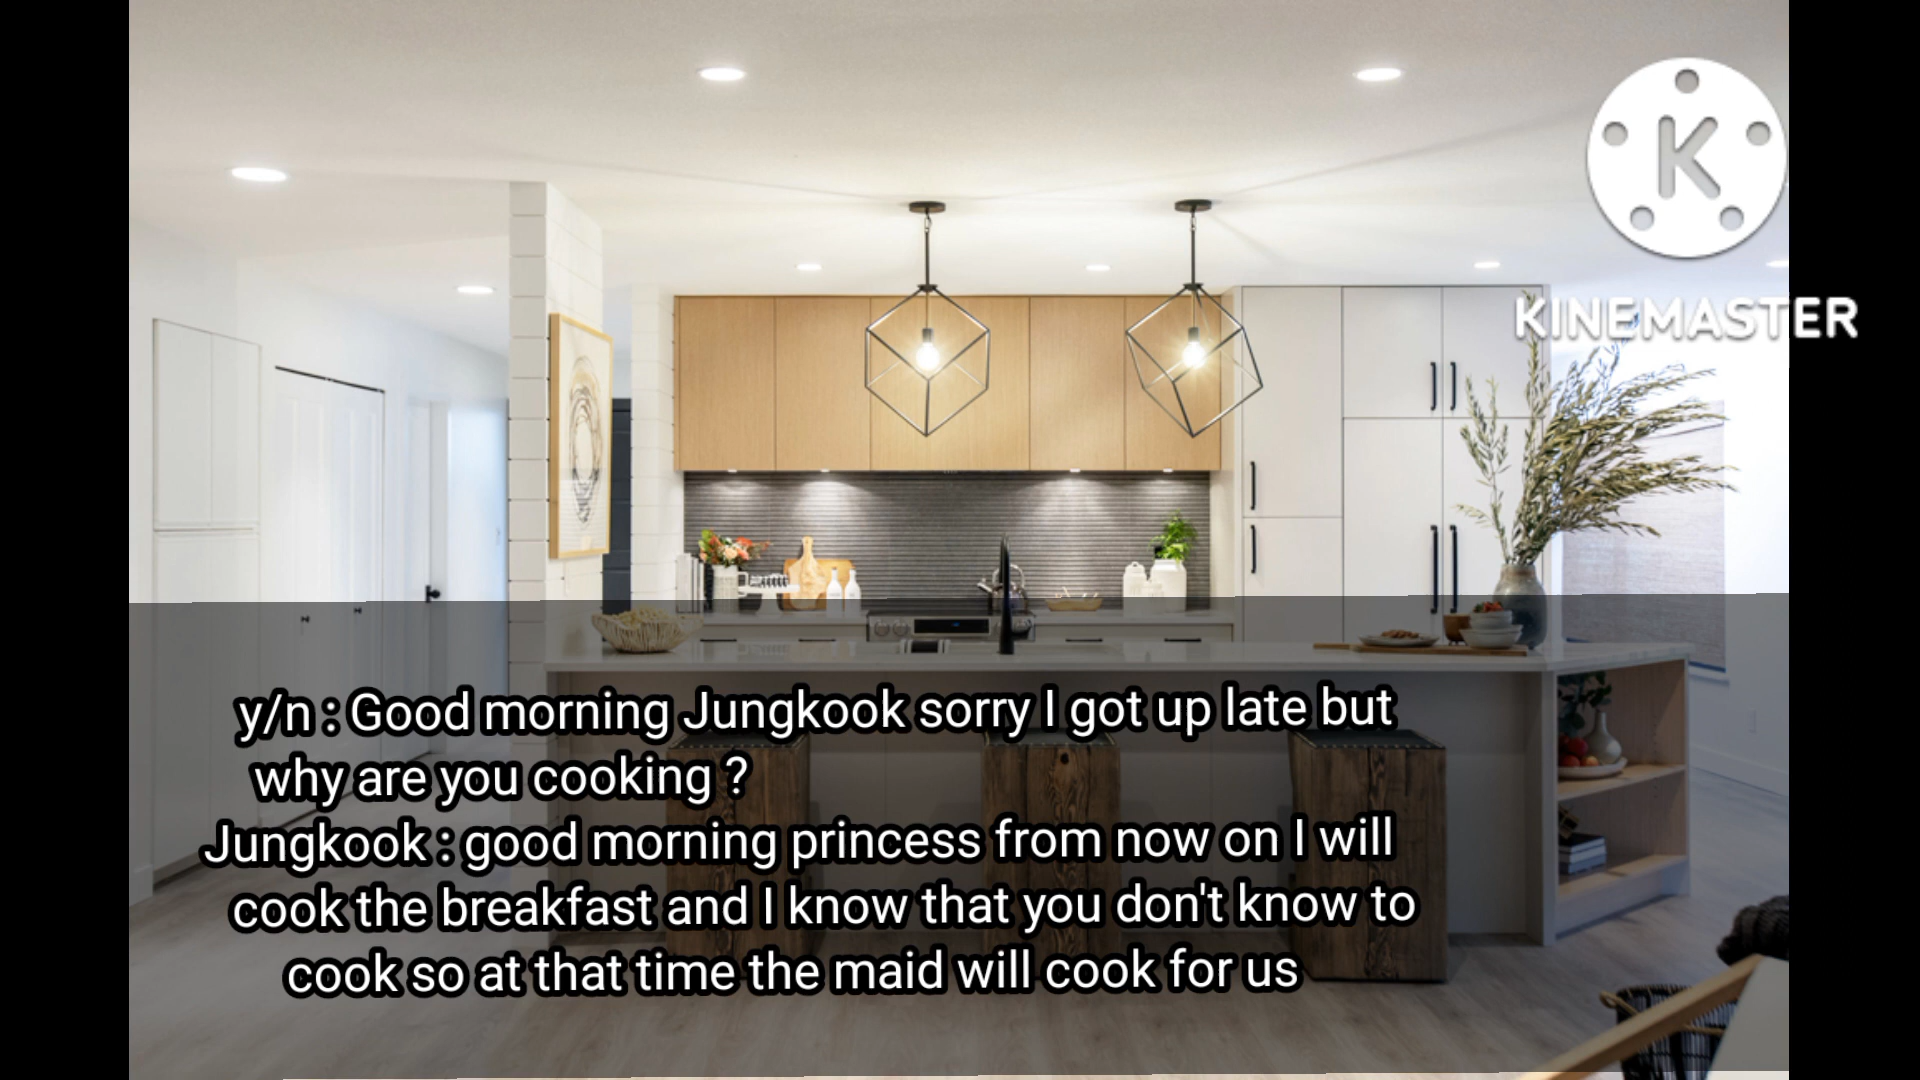 K
KINEMASTER
y/n : Good morning Jungkook sorry I got up late but
why are you cooking ?
Jungkook : good morning princess from now on I will
cook the breakfast and I know that you don't know to
cook so at that time the maid will cook for us